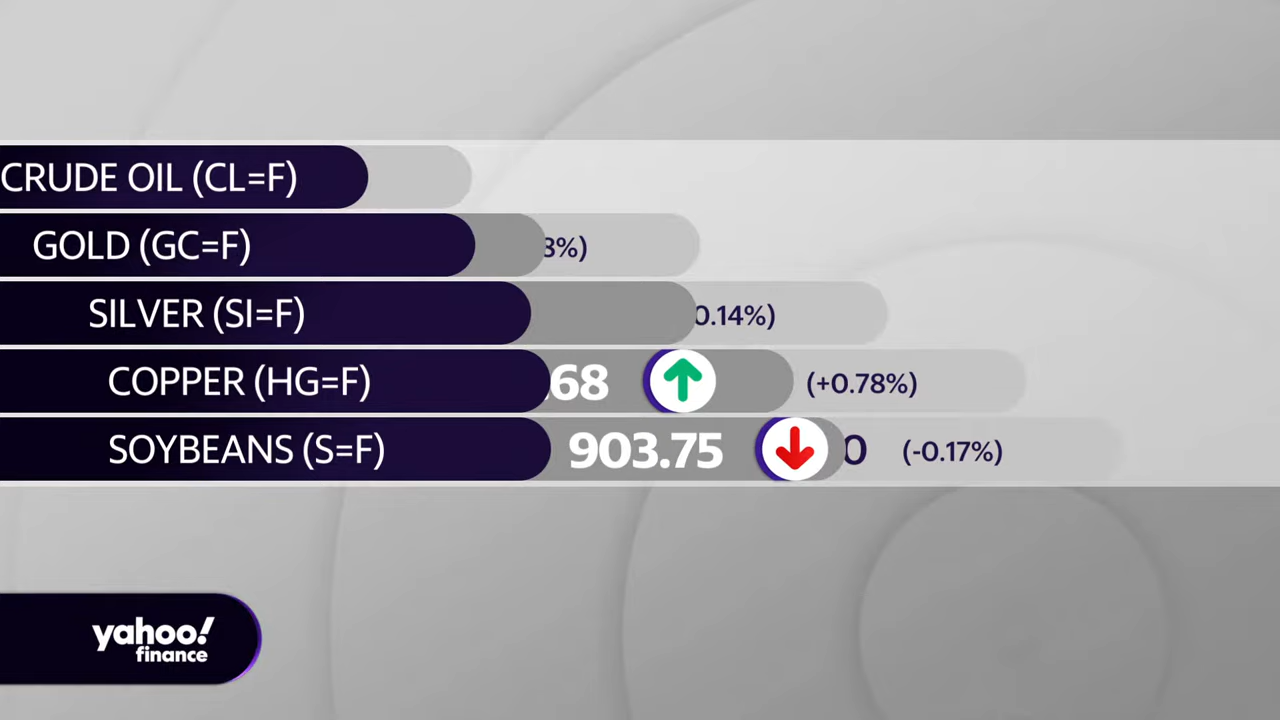 CRUDE OIL (CL=F)
GOLD (GC=F) 3%)
SILVER (SI=F) 0.14%)
COPPER (HG=F) .68 (+0.78%)
SOYBEANS (S=F) 903.75 0 (-0.17%)
yahoo!
finance